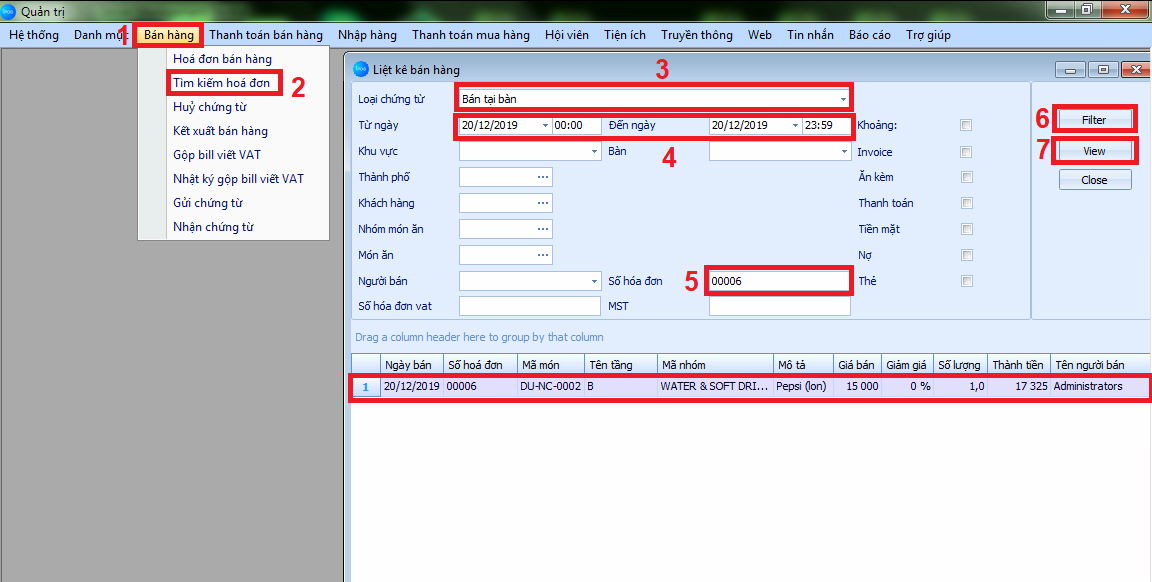 Quản trị
Hệ thống Danh mục Bán hàng Thanh toán bán hàng Nhập hàng Thanh toán mua hàng Hội viên Tiện ích Truyền thông Web Tin nhắn Báo cáo Trợ giúp
1
Hoá đơn bán hàng
Tìm kiếm hoá đơn
2
Huỷ chứng từ
Kết xuất bán hàng
Gộp bill viết VAT
Nhật ký gộp bill viết VAT
Gửi chứng từ
Nhận chứng từ
Liệt kê bán hàng
3
Loại chứng từ Bán tại bàn
6 Filter
Từ ngày 20/12/2019 00:00 Đến ngày 20/12/2019 23:59 Khoảng:
4
7 View
Khu vực Bàn Invoice
Thành phố ... Ăn kèm
Close
Khách hàng ... Thanh toán
Nhóm món ăn ... Tiền mặt
Món ăn ... Nợ
Người bán 5 Số hóa đơn 00006 Thẻ
Số hóa đơn vat MST
Drag a column header here to group by that column
Ngày bán Số hoá đơn Mã món Tên tầng Mã nhóm Mô tả Giá bán Giảm giá Số lượng Thành tiền Tên người bán
1 20/12/2019 00006 DU-NC-0002 B WATER & SOFT DRI... Pepsi (lon) 15 000 0 % 1,0 17 325 Administrators